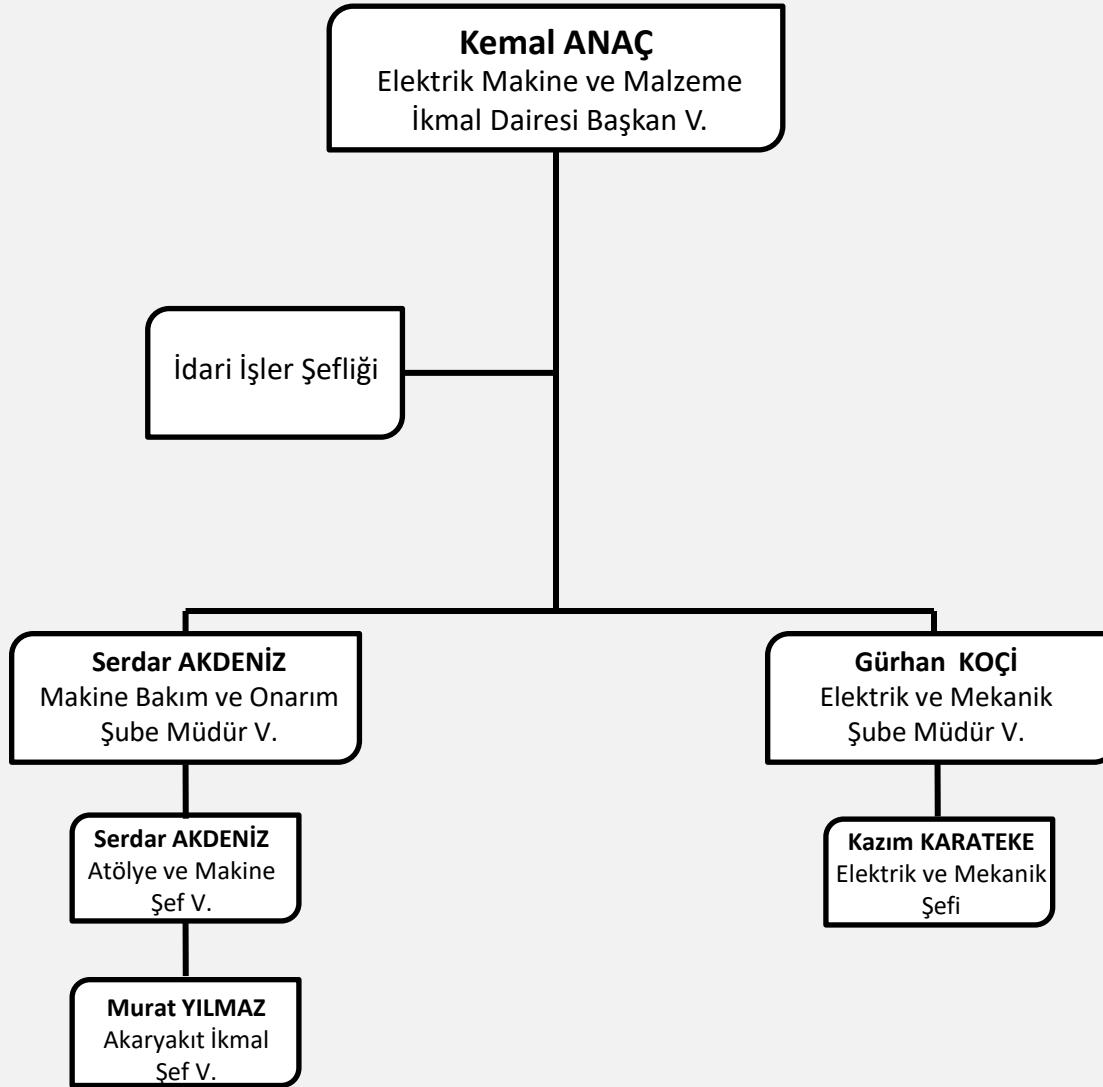 Kemal ANAÇ
Elektrik Makine ve Malzeme
İkmal Dairesi Başkan V.
İdari İşler Şefliği
Serdar AKDENİZ
Makine Bakım ve Onarım
Şube Müdür V.
Gürhan  KOÇİ
Elektrik ve Mekanik
Şube Müdür V.
Serdar AKDENİZ
Atölye ve Makine
Şef V.
Kazım KARATEKE
Elektrik ve Mekanik
Şefi
Murat YILMAZ
Akaryakıt İkmal
Şef V.